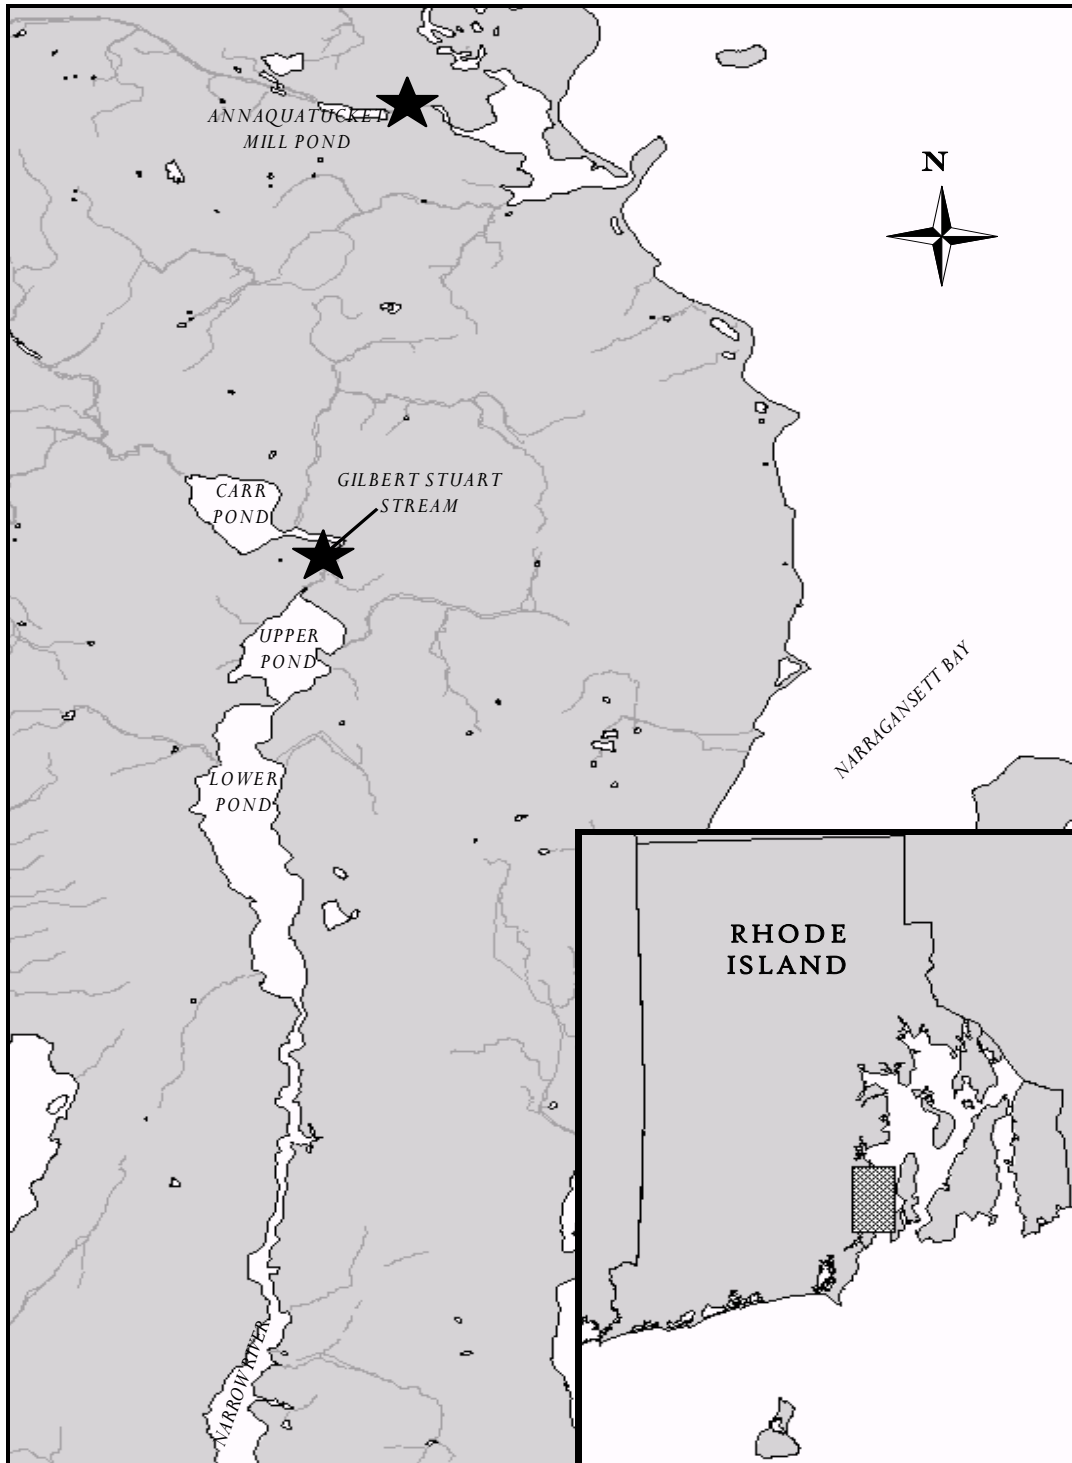 ANNAQUATUCKET
MILL POND
N
GILBERT STUART
STREAM
CARR
POND
UPPER
POND
NARRAGANSETT BAY
LOWER
POND
RHODE
ISLAND
NARROW RIVER